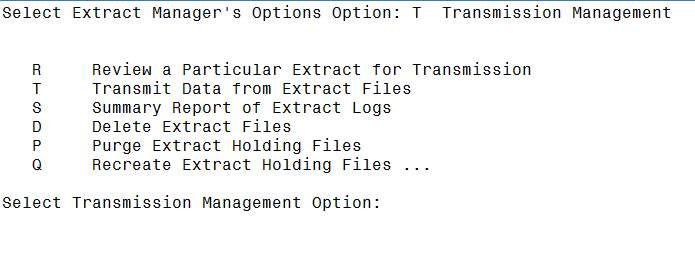 Select Extract Manager's Options Option: T  Transmission Management
R      Review a Particular Extract for Transmission
T      Transmit Data from Extract Files
S      Summary Report of Extract Logs
D      Delete Extract Files
P      Purge Extract Holding Files
Q      Recreate Extract Holding Files ...
Select Transmission Management Option: